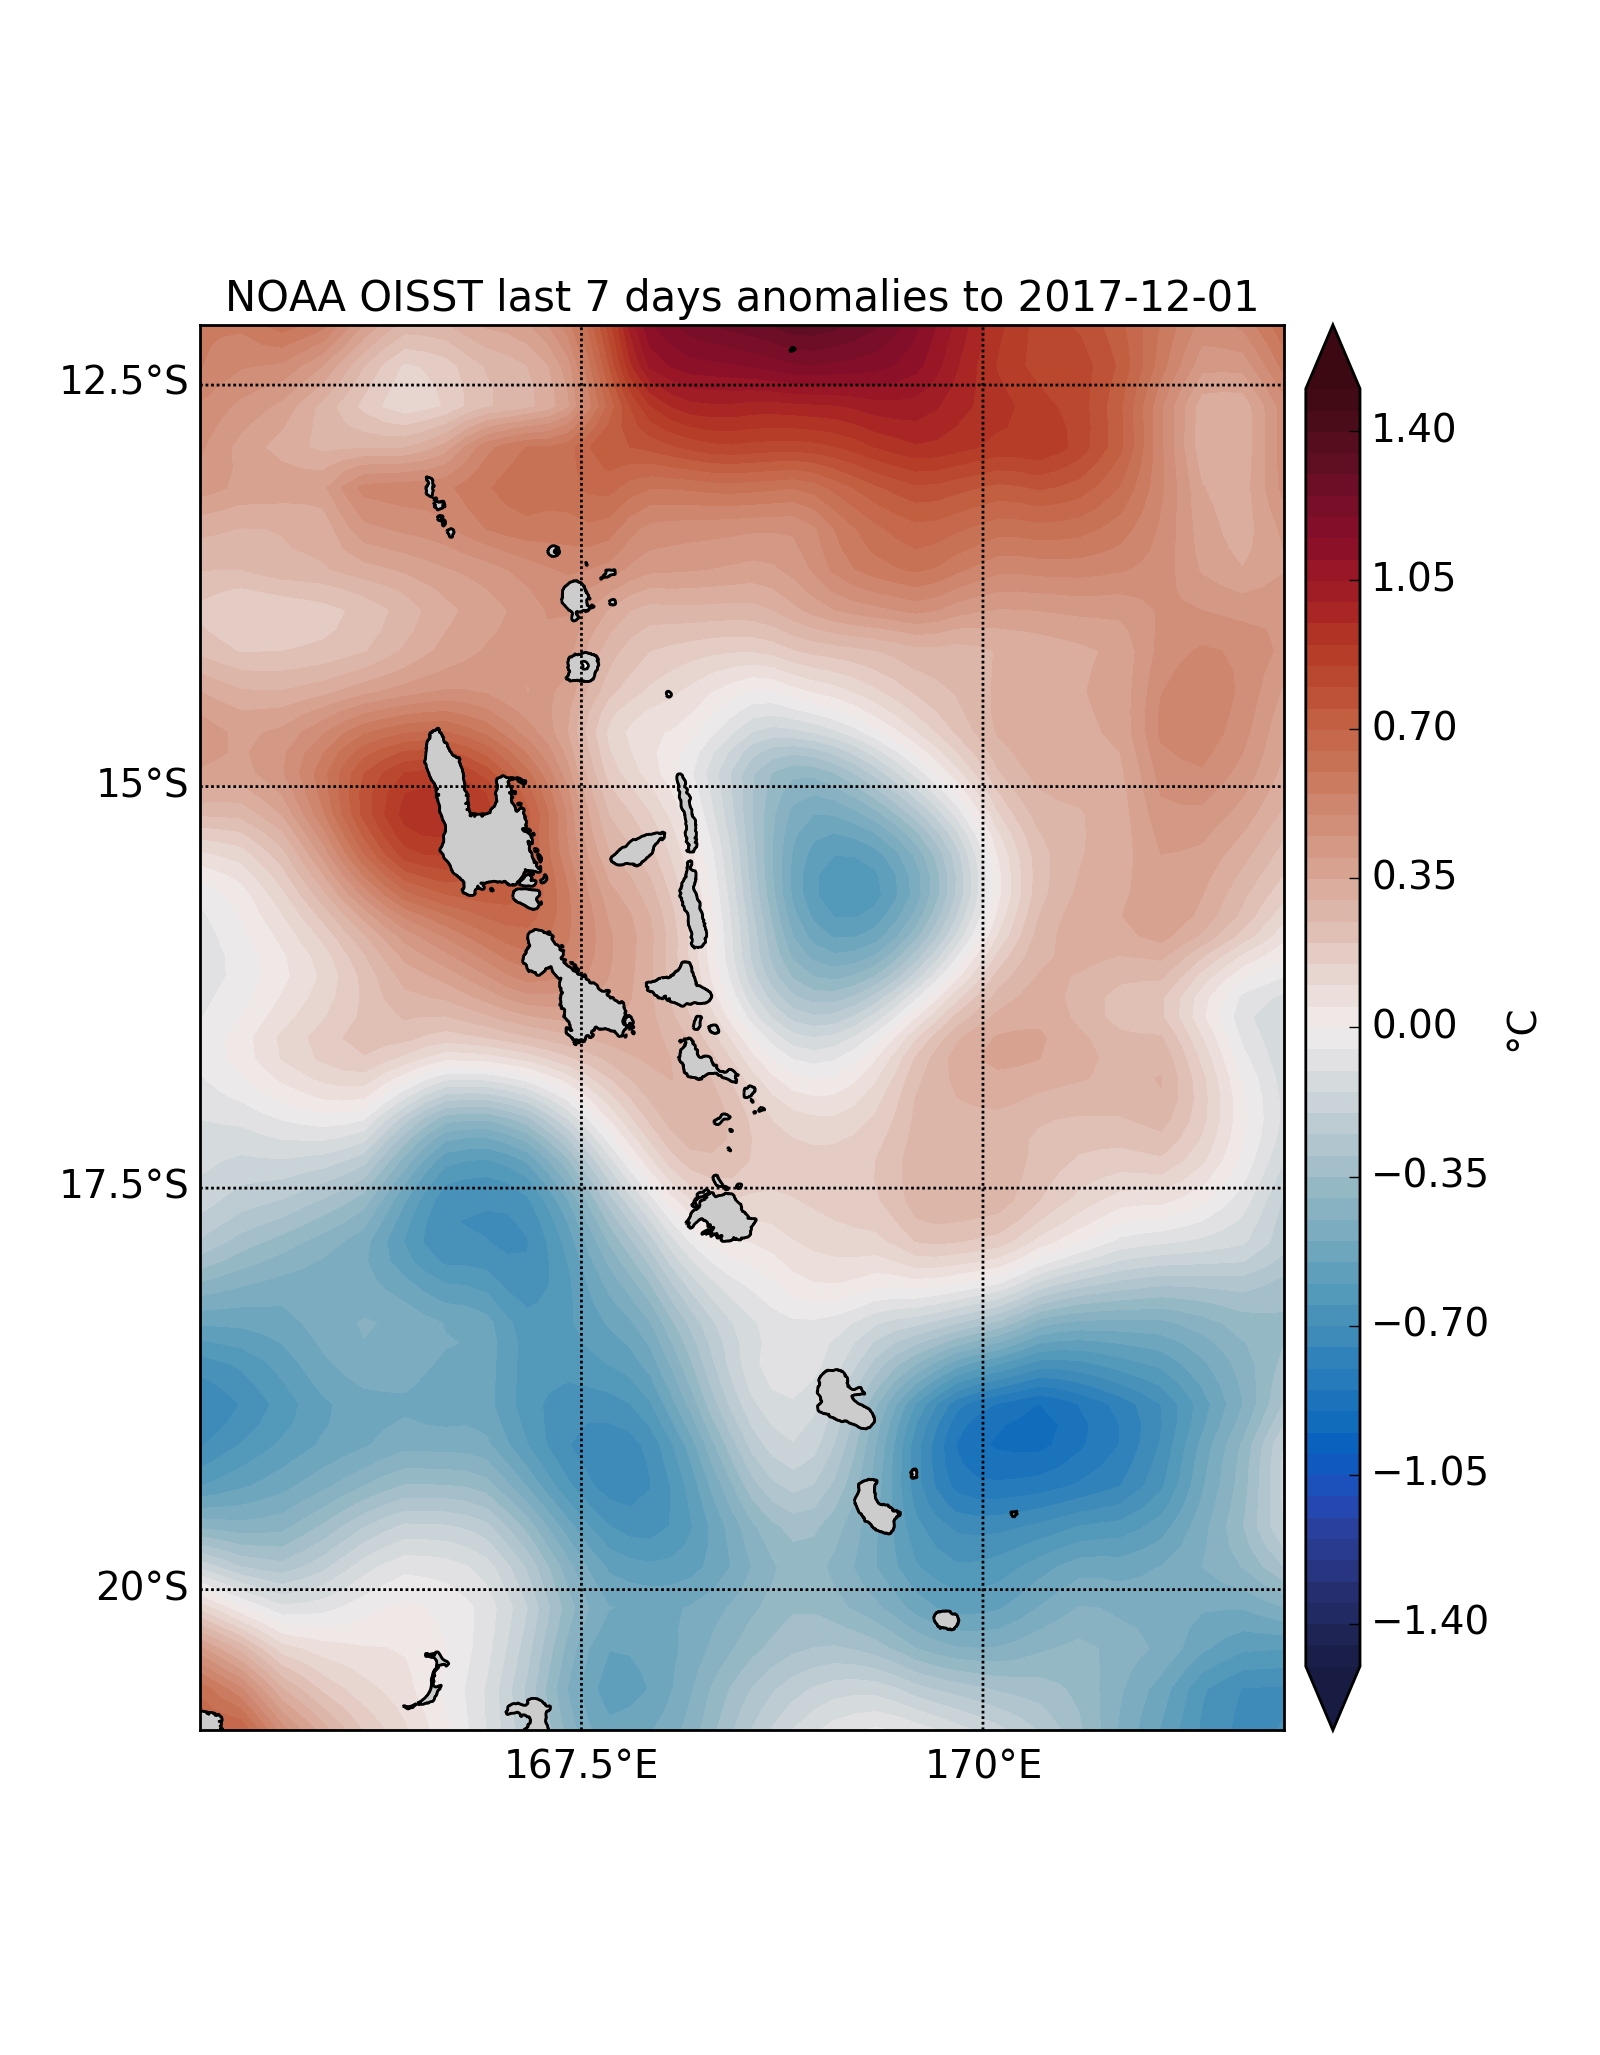 NOAA OISST last 7 days anomalies to 2017-12-01
12.5°S
15°S
17.5°S
20°S
167.5°E
170°E
1.40
1.05
0.70
0.35
0.00
−0.35
−0.70
−1.05
−1.40
°C